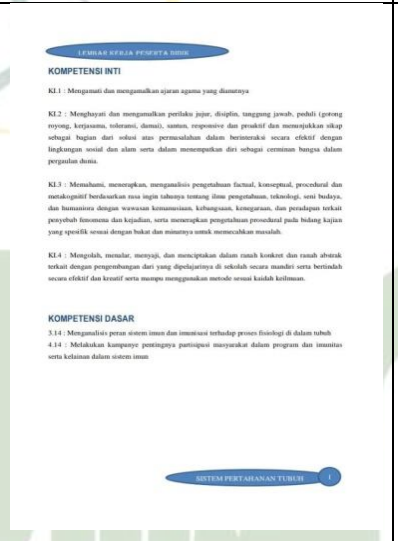 LEMBAR KERJA PESERTA DIDIK
KOMPETENSI INTI
KI.1 : Mengamati dan mengamalkan ajaran agama yang dianutnya
KI.2 : Menghayati dan mengamalkan perilaku jujur, disiplin, tanggung jawab, peduli (gotong
royong, kerjasama, toleransi, damai), santun, responsive dan proaktif dan menunjukkan sikap
sebagai bagian dari solusi atas permasalahan dalam berinteraksi secara efektif dengan
lingkungan sosial dan alam serta dalam menempatkan diri sebagai cerminan bangsa dalam
pergaulan dunia.
KI.3 : Memahami, menerapkan, menganalisis pengetahuan factual, konseptual, procedural dan
metakognitif berdasarkan rasa ingin tahunya tentang ilmu pengetahuan, teknologi, seni budaya,
dan humaniora dengan wawasan kemanusiaan, kebangsaan, kenegaraan, dan peradapan terkait
penyebab fenomena dan kejadian, serta menerapkan pengetahuan prosedural pada bidang kajian
yang spesifik sesuai dengan bakat dan minatnya untuk memecahkan masalah.
KI.4 : Mengolah, menalar, menyaji, dan menciptakan dalam ranah konkret dan ranah abstrak
terkait dengan pengembangan dari yang dipelajarinya di sekolah secara mandiri serta bertindah
secara efektif dan kreatif serta mampu menggunakan metode sesuai kaidah keilmuan.
KOMPETENSI DASAR
3.14 : Menganalisis peran sistem imun dan imunisasi terhadap proses fisiologi di dalam tubuh
4.14 : Melakukan kampanye pentingnya partisipasi masyarakat dalam program dan imunitas
serta kelainan dalam sistem imun
SISTEM PERTAHANAN TUBUH 1